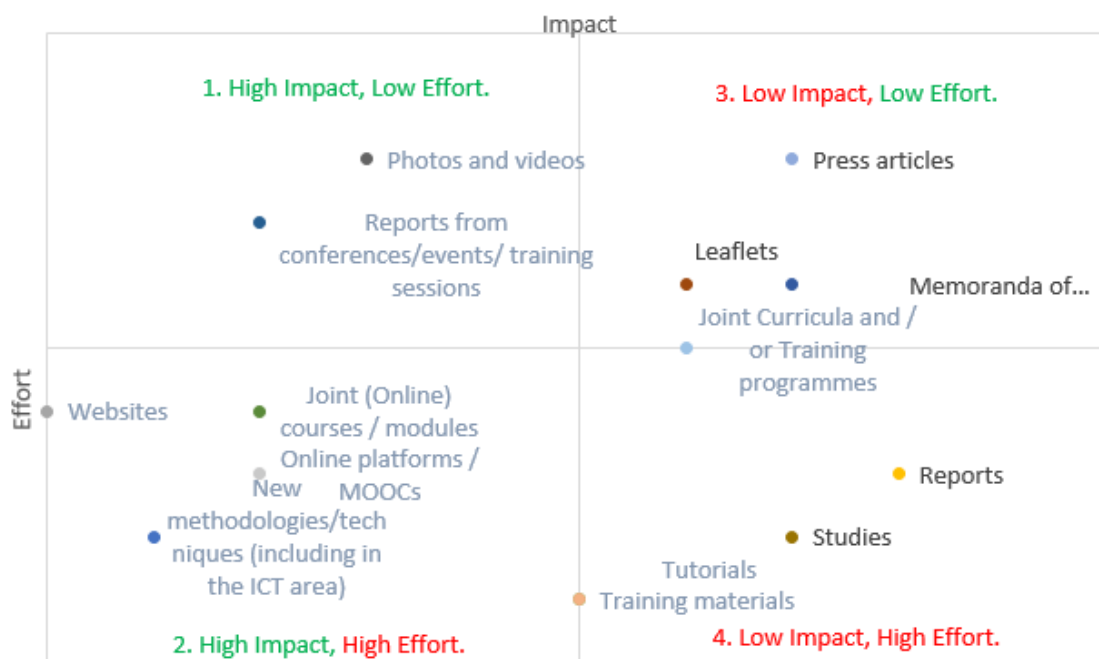 Impact
1. High Impact, Low Effort.
3. Low Impact, Low Effort.
Photos and videos
Press articles
Reports from
conferences/events/ training
sessions
Leaflets
Memoranda of...
Joint Curricula and /
or Training
programmes
Effort
Websites
Joint (Online)
courses / modules
Online platforms /
MOOCs
New
methodologies/tech
niques (including in
the ICT area)
Reports
Studies
Tutorials
Training materials
2. High Impact, High Effort.
4. Low Impact, High Effort.